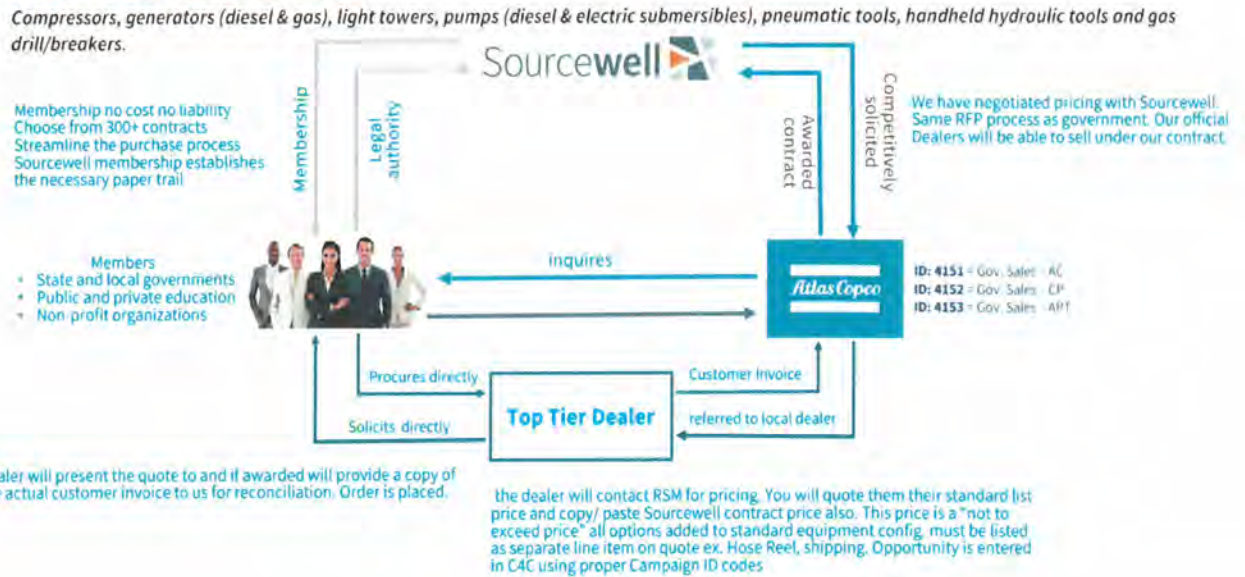 Compressors, generators (diesel & gas), light towers, pumps (diesel & electric submersibles), pneumatic tools, handheld hydraulic tools and gas
drill/breakers.
Sourcewell
Membership no cost no liability
Choose from 300+ contracts
Streamline the purchase process
Sourcewell membership establishes
the necessary paper trail
Membership
Legal
authority
Awarded
contract
Competitively
solicited
We have negotiated pricing with Sourcewell.
Same RFP process as government. Our official
Dealers will be able to sell under our contract.
Members
• State and local governments
• Public and private education
• Non-profit organizations
inquires
Atlas Copco
ID: 4151 = Gov. Sales - AC
ID: 4152 = Gov. Sales - CP
ID: 4153 = Gov. Sales - APT
Procures directly
Customer Invoice
Top Tier Dealer
Solicits directly
referred to local dealer
aler will present the quote to and if awarded will provide a copy of
actual customer invoice to us for reconciliation. Order is placed.
the dealer will contact RSM for pricing. You will quote them their standard list
price and copy/ paste Sourcewell contract price also. This price is a "not to
exceed price" all options added to standard equipment config, must be listed
as separate line item on quote ex. Hose Reel, shipping. Opportunity is entered
in C4C using proper Campaign ID codes